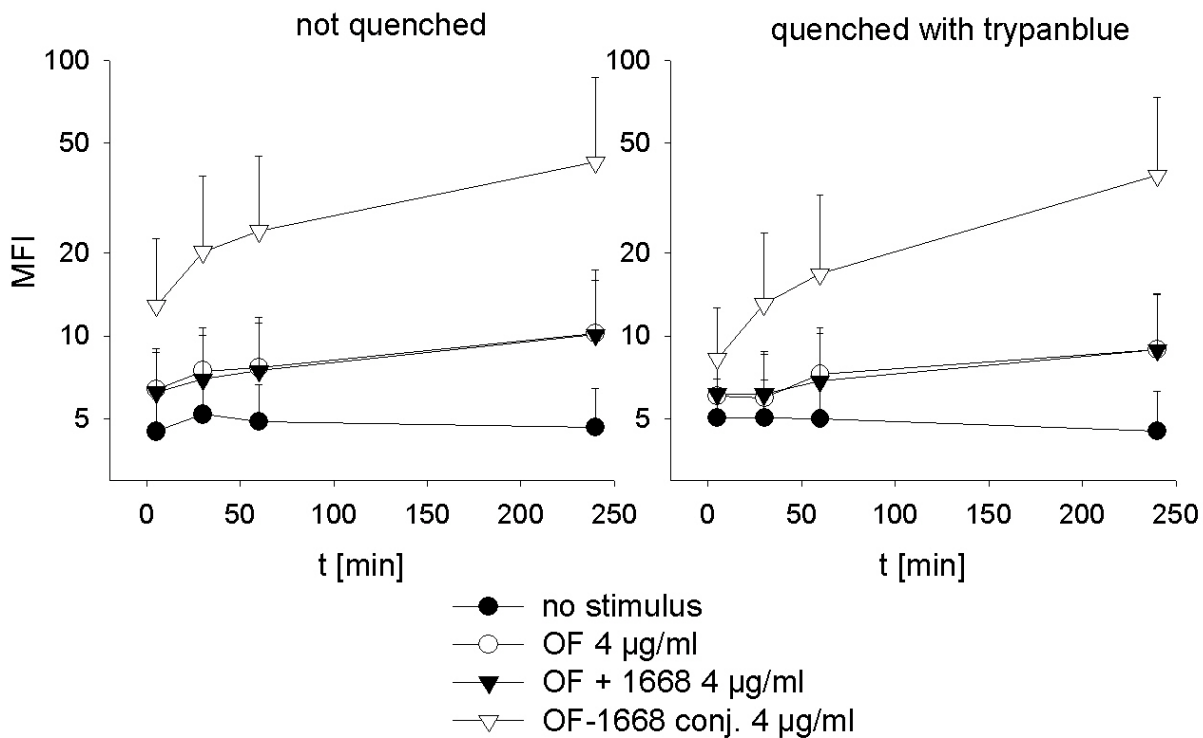 not quenched
quenched with trypanblue
MFI
100
50
20
10
5
0 50 100 150 200 250
t [min]
100
50
20
10
5
0 50 100 150 200 250
t [min]
no stimulus
OF 4 µg/ml
OF + 1668 4 µg/ml
OF-1668 conj. 4 µg/ml